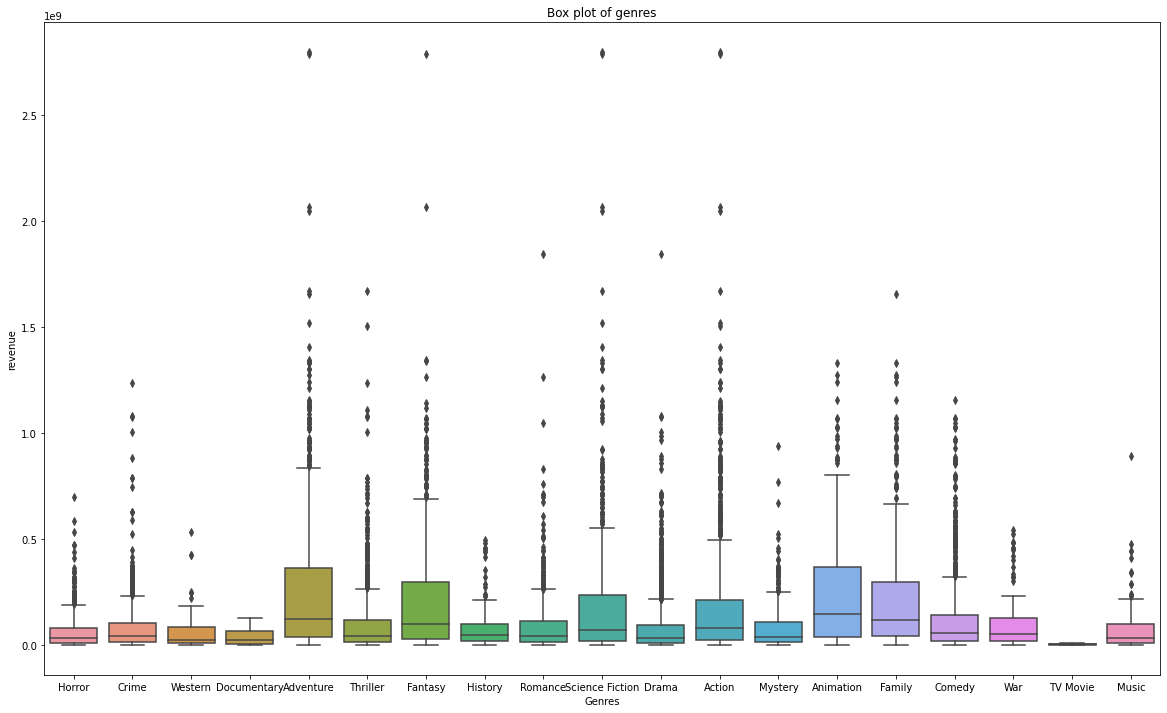 Box plot of genres
1e9
2.5
2.0
1.5
1.0
0.5
0.0
revenue
Horror Crime Western Documentary Adventure Thriller Fantasy History Romance Science Fiction Drama Action Mystery Animation Family Comedy War TV Movie Music
Genres